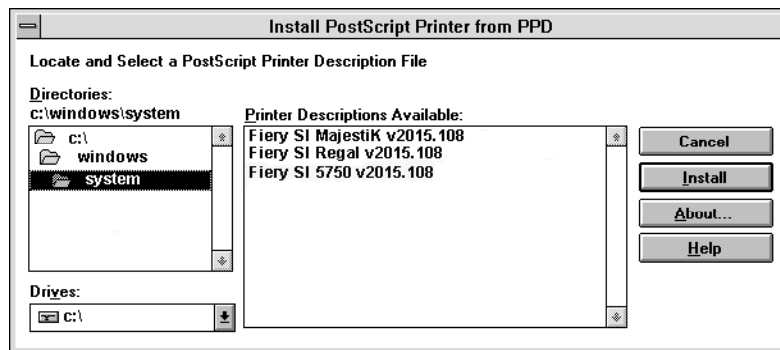 Install PostScript Printer from PPD
Locate and Select a PostScript Printer Description File
Directories:
c:\windows\system
Printer Descriptions Available:
c:\
windows
system
Fiery SI MajestiK v2015.108
Fiery SI Regal v2015.108
Fiery SI 5750 v2015.108
Cancel
Install
About...
Help
Drives:
c:\